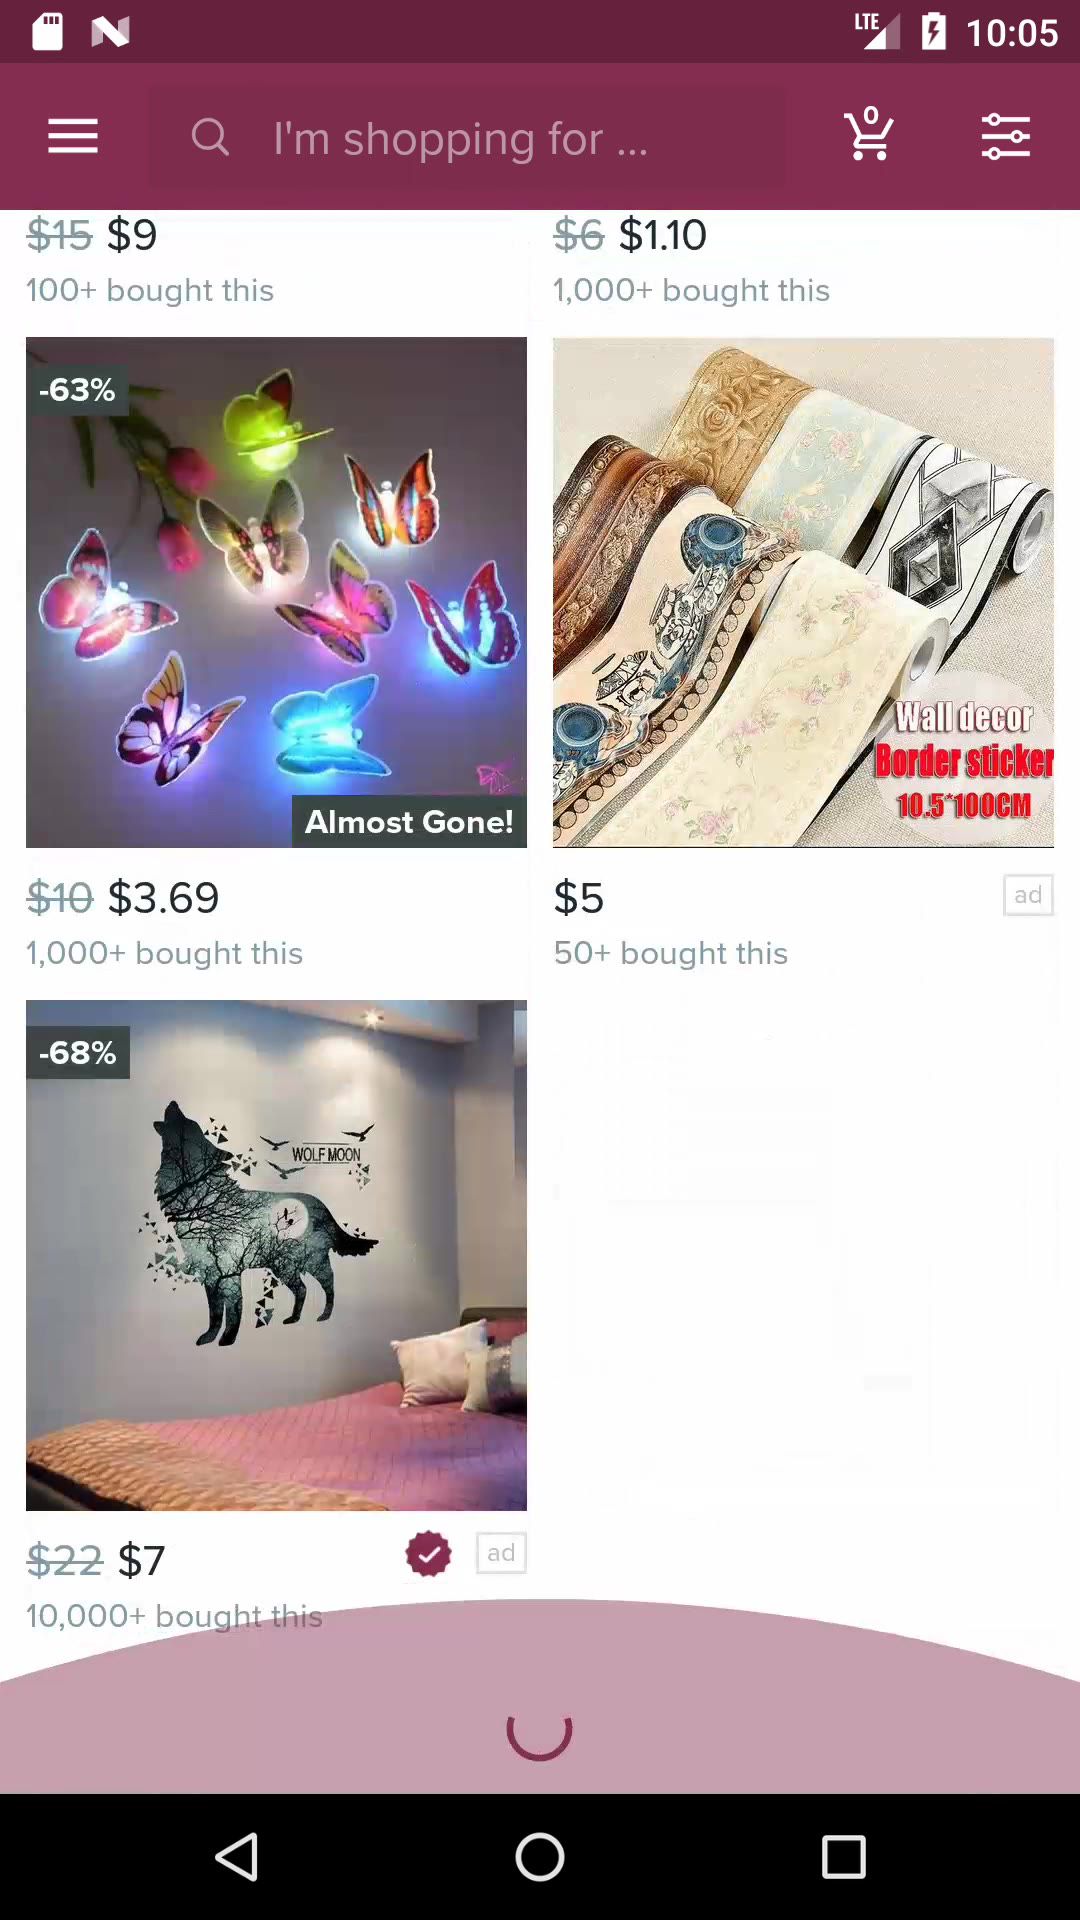 LTE 10:05
I'm shopping for ...
0
$15 $9
100+ bought this
$6 $1.10
1,000+ bought this
-63%
Almost Gone!
$10 $3.69
1,000+ bought this
Wall decor
Border sticker
10.5*100CM
$5 ad
50+ bought this
-68%
WOLF MOON
$22 $7 ad
10,000+ bought this